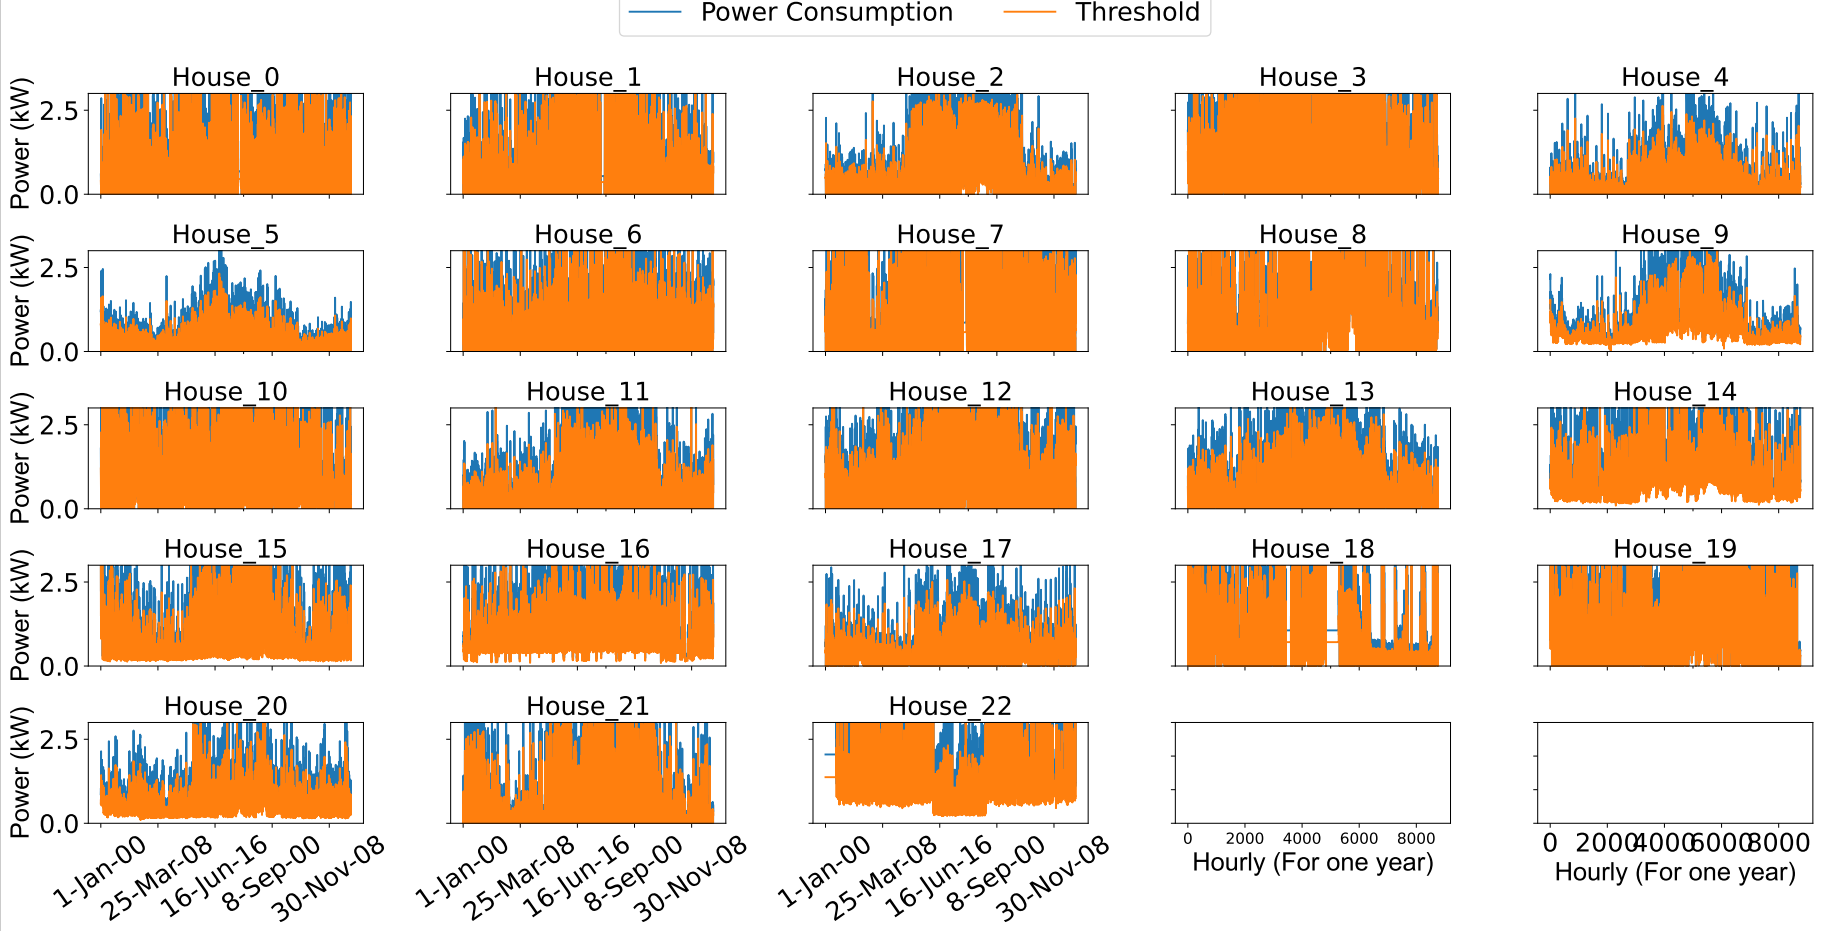 Power Consumption Threshold
House_0 House_1 House_2 House_3 House_4
Power (kW)
2.5
0.0
House_5 House_6 House_7 House_8 House_9
Power (kW)
2.5
0.0
House_10 House_11 House_12 House_13 House_14
Power (kW)
2.5
0.0
House_15 House_16 House_17 House_18 House_19
Power (kW)
2.5
0.0
House_20 House_21 House_22
Power (kW)
2.5
0.0
1-Jan-00 25-Mar-08 16-Jun-16 8-Sep-00 30-Nov-08
1-Jan-00 25-Mar-08 16-Jun-16 8-Sep-00 30-Nov-08
1-Jan-00 25-Mar-08 16-Jun-16 8-Sep-00 30-Nov-08
0 2000 4000 6000 8000
Hourly (For one year)
0 2000 4000 6000 8000
Hourly (For one year)